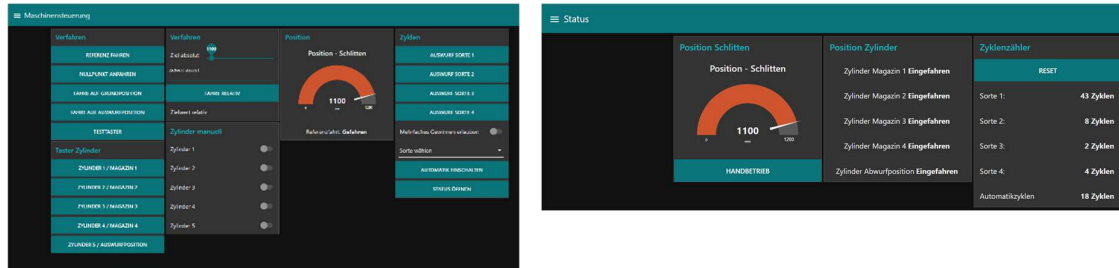 Maschinensteuerung
Verfahren
REFERENZ FAHREN
NULLPUNKT ANFAHREN
FAHRE AUF GRUNDPOSITION
FAHRE AUF AUSWURFPOSITION
TESTTASTER
Taster Zylinder
ZYLINDER 1 / MAGAZIN 1
ZYLINDER 2 / MAGAZIN 2
ZYLINDER 3 / MAGAZIN 3
ZYLINDER 4 / MAGAZIN 4
ZYLINDER 5 / AUSWURFPOSITION
Verfahren
Ziel absolut
1100
FAHRE RELATIV
Zielwert relativ
Zylinder manuell
Zylinder 1
Zylinder 2
Zylinder 3
Zylinder 4
Zylinder 5
Position
Position - Schlitten
1100
Referenzfahrt: Gefahren
Zyklen
AUSWURF SORTE 1
AUSWURF SORTE 2
AUSWURF SORTE 3
AUSWURF SORTE 4
Mehrfaches Gewinnen erlauben
Sorte wählen
AUTOMATIK EINSCHALTEN
STATUS ÖFFNEN
Status
Position Schlitten
Position - Schlitten
1100
0
1200
HANDBETRIEB
Position Zylinder
Zylinder Magazin 1 Eingefahren
Zylinder Magazin 2 Eingefahren
Zylinder Magazin 3 Eingefahren
Zylinder Magazin 4 Eingefahren
Zylinder Abwurfposition Eingefahren
Zyklenzähler
RESET
Sorte 1: 43 Zyklen
Sorte 2: 8 Zyklen
Sorte 3: 2 Zyklen
Sorte 4: 4 Zyklen
Automatikzyklen 18 Zyklen